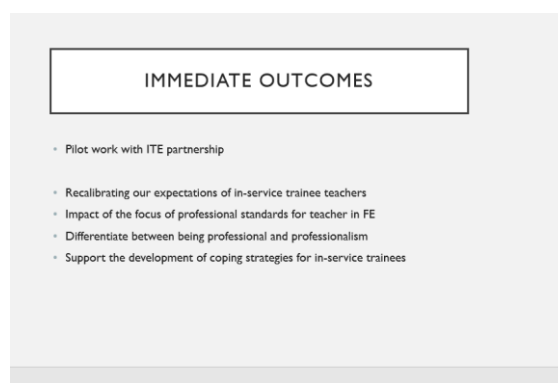 IMMEDIATE OUTCOMES
• Pilot work with ITE partnership
• Recalibrating our expectations of in-service trainee teachers
• Impact of the focus of professional standards for teacher in FE
• Differentiate between being professional and professionalism
• Support the development of coping strategies for in-service trainees